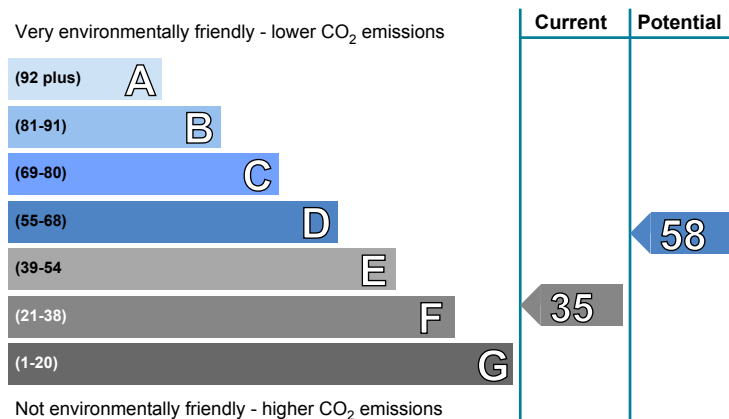 Very environmentally friendly - lower CO₂ emissions
Current
Potential
(92 plus) A
(81-91) B
(69-80) C
(55-68) D
58
(39-54 E
(21-38) F
35
(1-20) G
Not environmentally friendly - higher CO₂ emissions